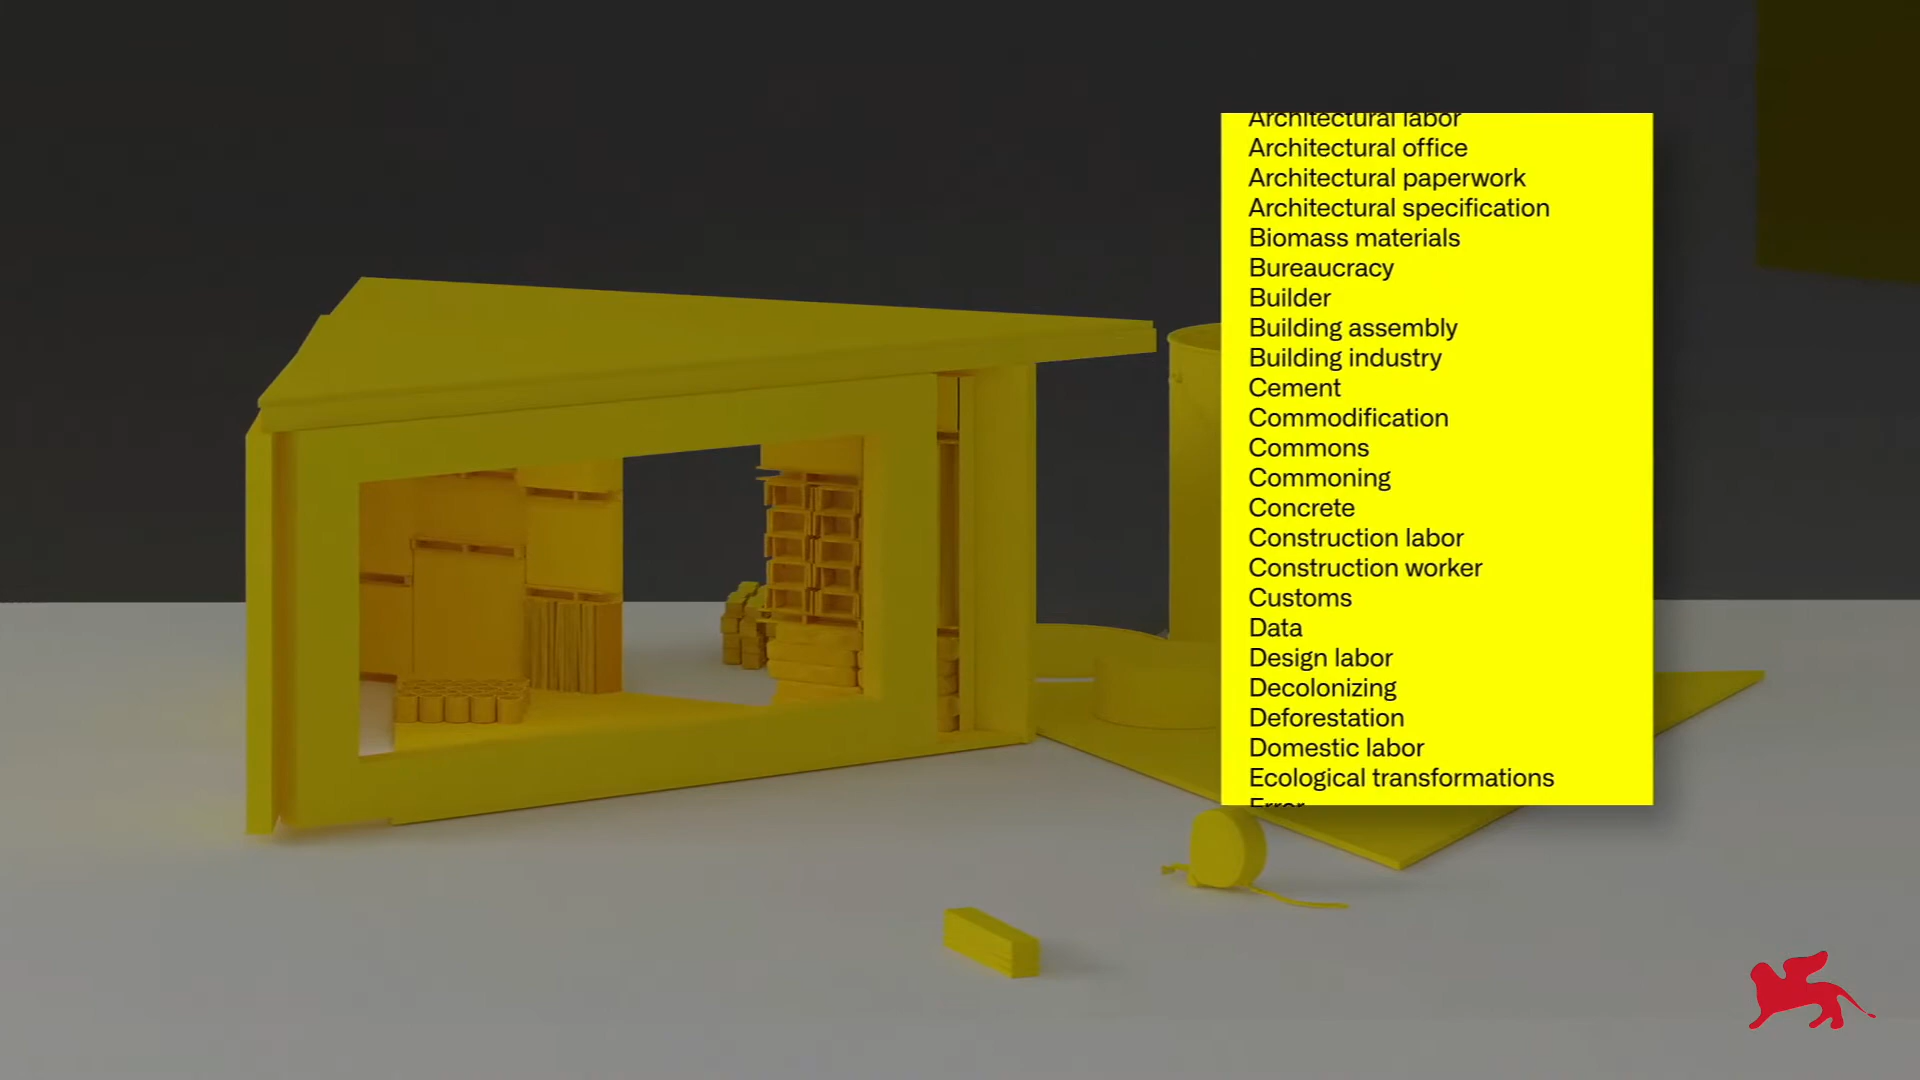 Architectural labor
Architectural office
Architectural paperwork
Architectural specification
Biomass materials
Bureaucracy
Builder
Building assembly
Building industry
Cement
Commodification
Commons
Commoning
Concrete
Construction labor
Construction worker
Customs
Data
Design labor
Decolonizing
Deforestation
Domestic labor
Ecological transformations
Error